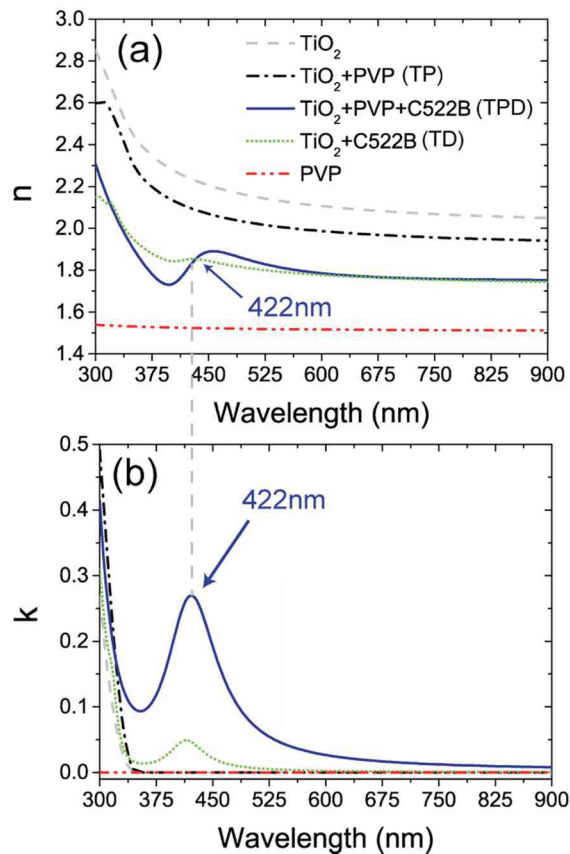 (a)
TiO₂
TiO₂+PVP (TP)
TiO₂+PVP+C522B (TPD)
TiO₂+C522B (TD)
PVP
n
3.0
2.8
2.6
2.4
2.2
2.0
1.8
1.6
1.4
422nm
300 375 450 525 600 675 750 825 900
Wavelength (nm)
(b)
422nm
k
0.5
0.4
0.3
0.2
0.1
0.0
300 375 450 525 600 675 750 825 900
Wavelength (nm)